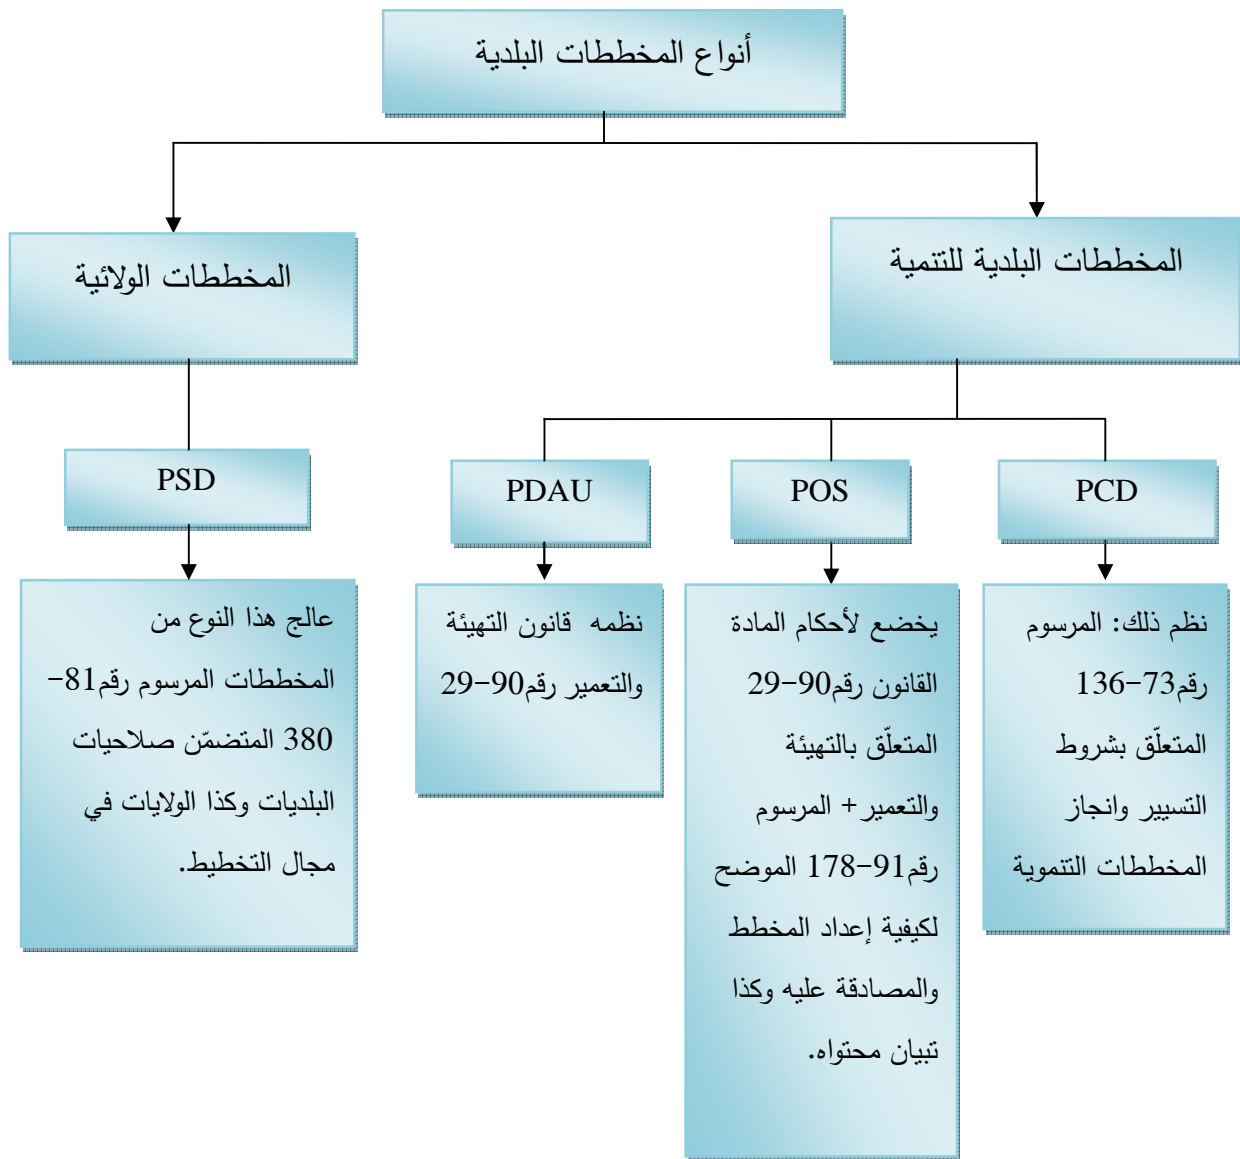 أنواع المخططات البلدية
المخططات البلدية للتنمية
المخططات الولائية
PCD
POS
PDAU
PSD
نظم ذلك: المرسوم
رقم73-136
المتعلّق بشروط
التسيير وانجاز
المخططات التنموية
يخضع لأحكام المادة
القانون رقم90-29
المتعلّق بالتهيئة
والتعمير+ المرسوم
رقم91-178 الموضح
لكيفية إعداد المخطط
والمصادقة عليه وكذا
تبيان محتواه.
نظمه قانون التهيئة
والتعمير رقم90-29
عالج هذا النوع من
المخططات المرسوم رقم81-
380 المتضمّن صلاحيات
البلديات وكذا الولايات في
مجال التخطيط.